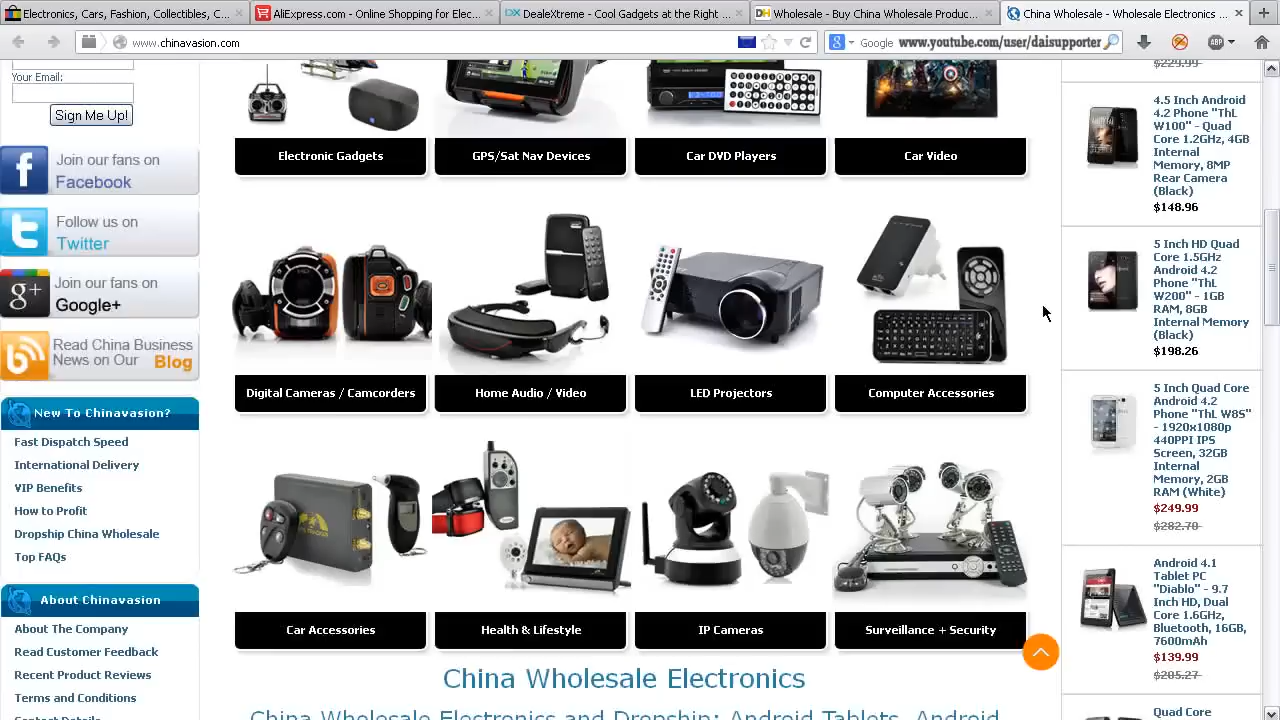 Electronics, Cars, Fashion, Collectibles, C...
AliExpress.com - Online Shopping for Elec...
DealeXtreme - Cool Gadgets at the Right ...
Wholesale - Buy China Wholesale Produc...
China Wholesale - Wholesale Electronics ...
www.chinavasion.com
Google
www.youtube.com/user/daisupporter
ABP
Your Email:
Sign Me Up!
Join our fans on
Facebook
Follow us on
Twitter
Join our fans on
Google+
Read China Business
News on Our Blog
New To Chinavasion?
Fast Dispatch Speed
International Delivery
VIP Benefits
How to Profit
Dropship China Wholesale
Top FAQs
About Chinavasion
About The Company
Read Customer Feedback
Recent Product Reviews
Terms and Conditions
Contact Details
Electronic Gadgets
GPS/Sat Nav Devices
Car DVD Players
Car Video
Digital Cameras / Camcorders
Home Audio / Video
LED Projectors
Computer Accessories
Car Accessories
Health & Lifestyle
IP Cameras
Surveillance + Security
China Wholesale Electronics
China Wholesale Electronics and Dropship: Android Tablets, Android
$229.99
4.5 Inch Android
4.2 Phone "ThL
W100" - Quad
Core 1.2GHz, 4GB
Internal
Memory, 8MP
Rear Camera
(Black)
$148.96
5 Inch HD Quad
Core 1.5GHz
Android 4.2
Phone "ThL
W200" - 1GB
RAM, 8GB
Internal Memory
(Black)
$198.26
5 Inch Quad Core
Android 4.2
Phone "ThL W8S"
- 1920x1080p
440PPI IPS
Screen, 32GB
Internal
Memory, 2GB
RAM (White)
$249.99
$282.70
Android 4.1
Tablet PC
"Diablo" - 9.7
Inch HD, Dual
Core 1.6GHz,
Bluetooth, 16GB,
7600mAh
$139.99
$205.27
Quad Core